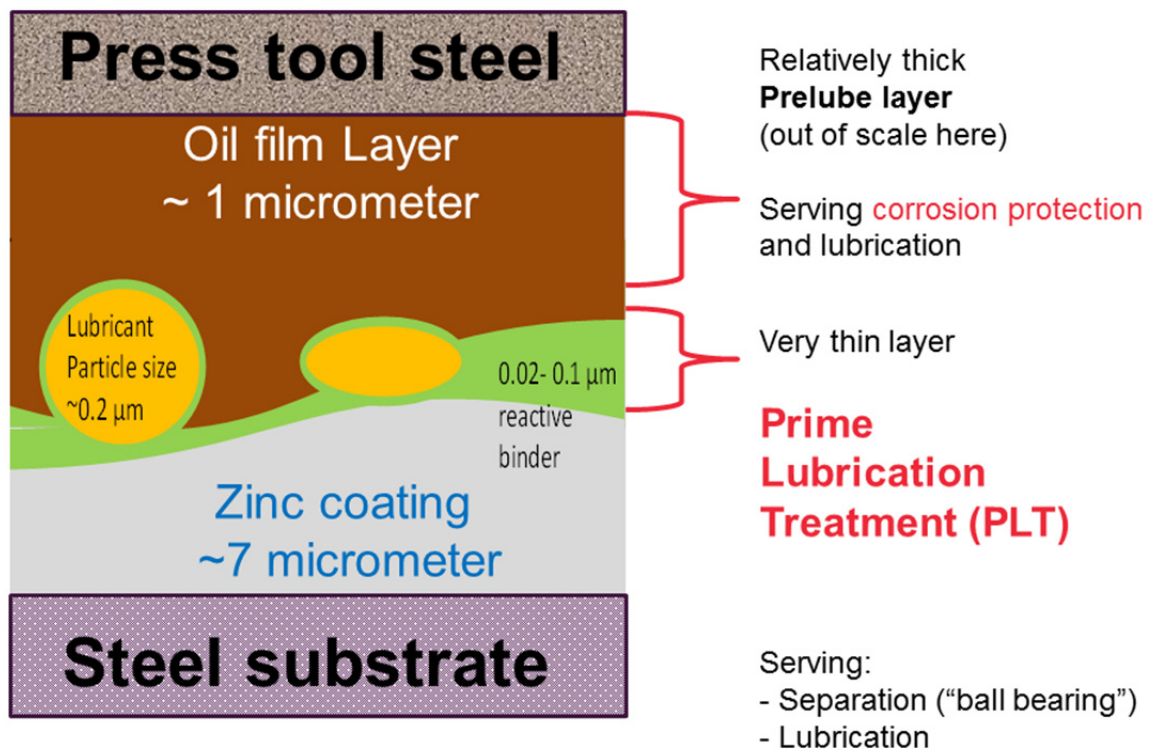 Press tool steel
Oil film Layer
~ 1 micrometer
Lubricant
Particle size
~0.2 µm
0.02- 0.1 µm
reactive
binder
Zinc coating
~7 micrometer
Steel substrate
Relatively thick
Prelube layer
(out of scale here)
Serving corrosion protection
and lubrication
Very thin layer
Prime
Lubrication
Treatment (PLT)
Serving:
- Separation (“ball bearing”)
- Lubrication